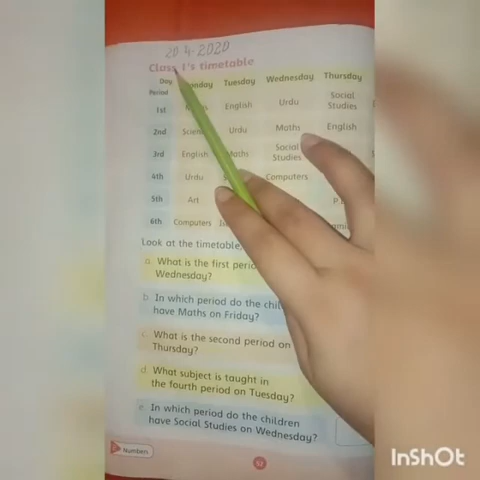 20-4-2020
Class 1's timetable
Day Monday Tuesday Wednesday Thursday
Period
1st English Urdu Social Studies
2nd Urdu Maths English
3rd English Maths Social Studies
4th Urdu Computers
5th Art
6th Computers
Look at the timetable,
a. What is the first
Wednesday?
b. In which period do the
have Maths on Friday?
c. What is the second period on
Thursday?
d. What subject is taught in
the fourth period on Tuesday?
e. In which period do the children
have Social Studies on Wednesday?
Numbers
InShOt